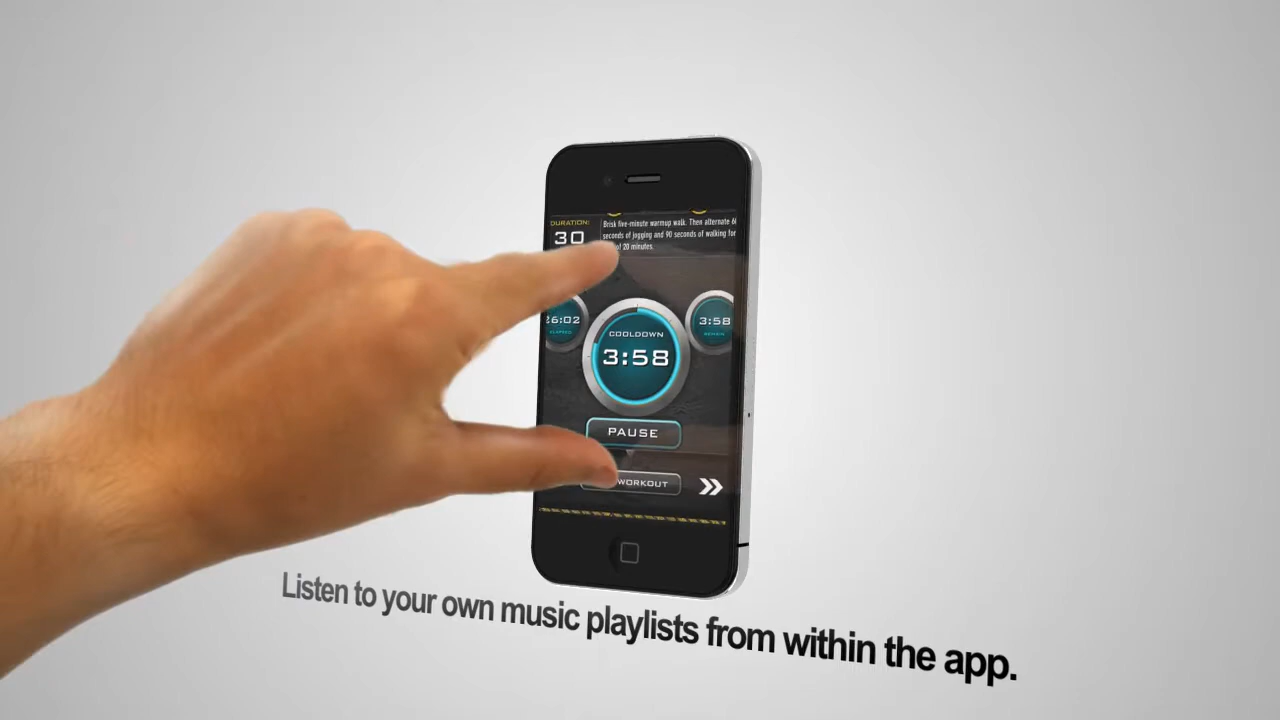 DURATION:
30
Brisk five-minute warmup walk. Then alternate 6
seconds of jogging and 90 seconds of walking for
of 20 minutes.
26:02
ELAPSED
COOLDOWN
3:58
3:58
REMAIN
PAUSE
WORKOUT
Listen to your own music playlists from within the app.